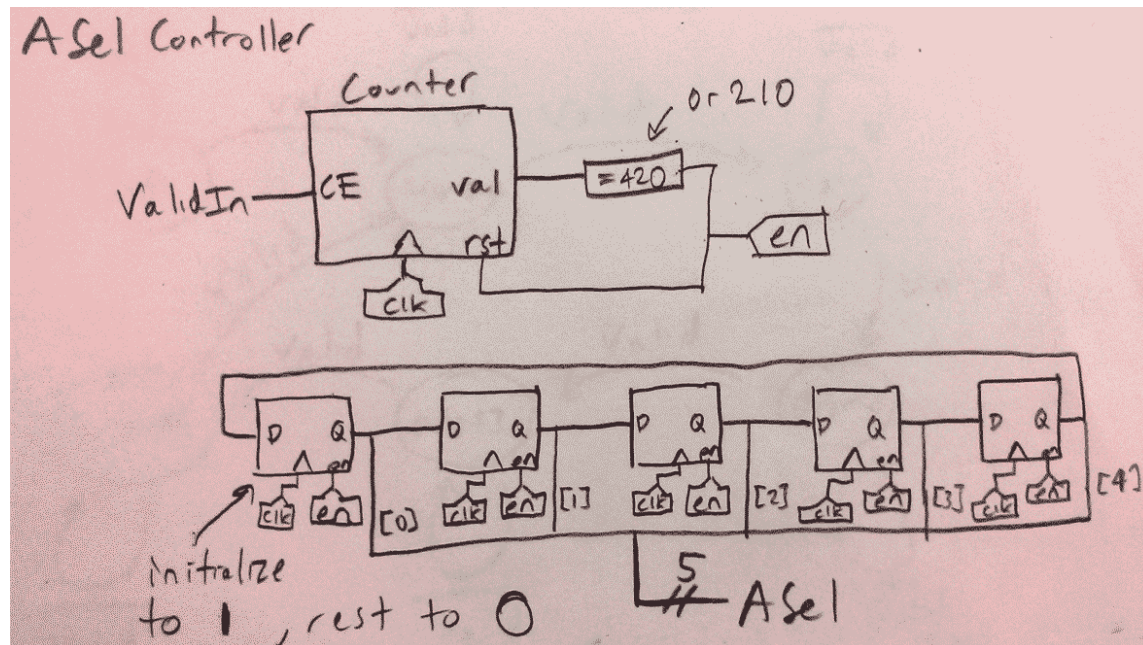 ASel Controller
Counter
or 210
ValidIn
CE
val
= 420
rst
en
clk
D Q
en
clk
en
[0]
D Q
en
clk
en
[1]
D Q
en
clk
en
[2]
D Q
en
clk
en
[3]
D Q
en
clk
en
[4]
initialize
to 1, rest to 0
5
ASel